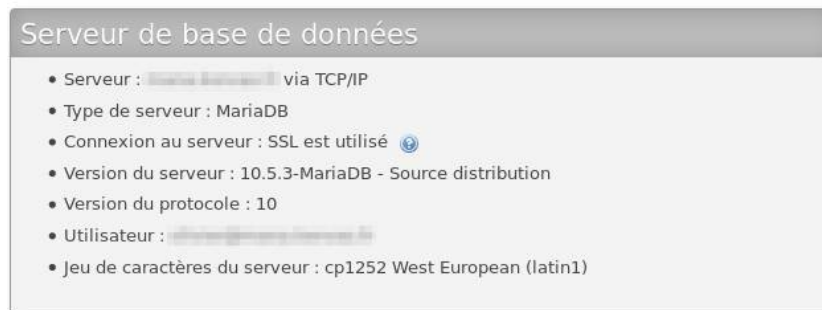 Serveur de base de données
• Serveur : via TCP/IP
• Type de serveur : MariaDB
• Connexion au serveur : SSL est utilisé
• Version du serveur : 10.5.3-MariaDB - Source distribution
• Version du protocole : 10
• Utilisateur :
• Jeu de caractères du serveur : cp1252 West European (latin1)